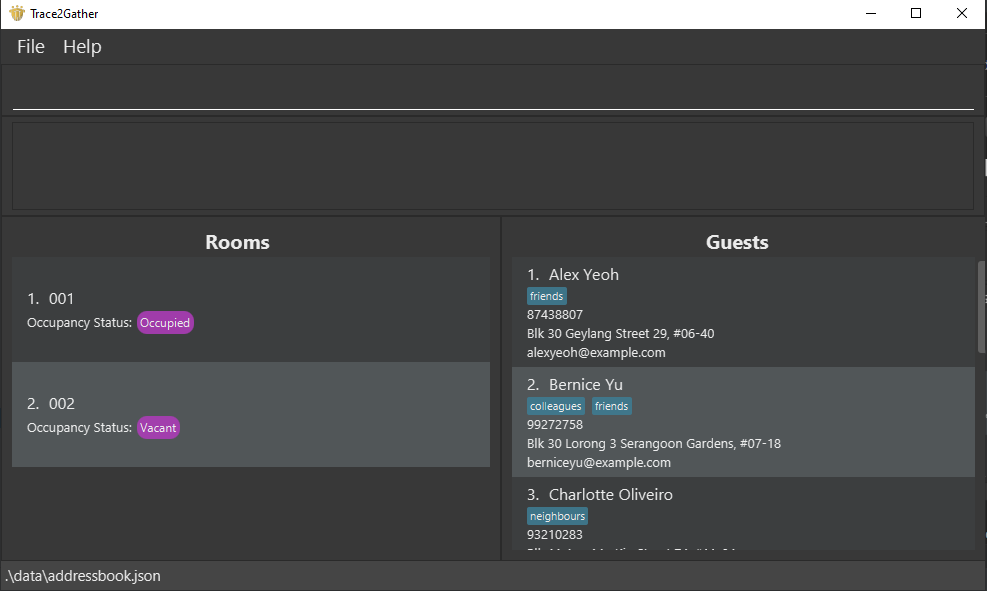 Trace2Gather
File Help
Rooms
1. 001
Occupancy Status: Occupied
2. 002
Occupancy Status: Vacant
Guests
1. Alex Yeoh
friends
87438807
Blk 30 Geylang Street 29, #06-40
alexyeoh@example.com
2. Bernice Yu
colleagues friends
99272758
Blk 30 Lorong 3 Serangoon Gardens, #07-18
berniceyu@example.com
3. Charlotte Oliveiro
neighbours
93210283
.\data\addressbook.json